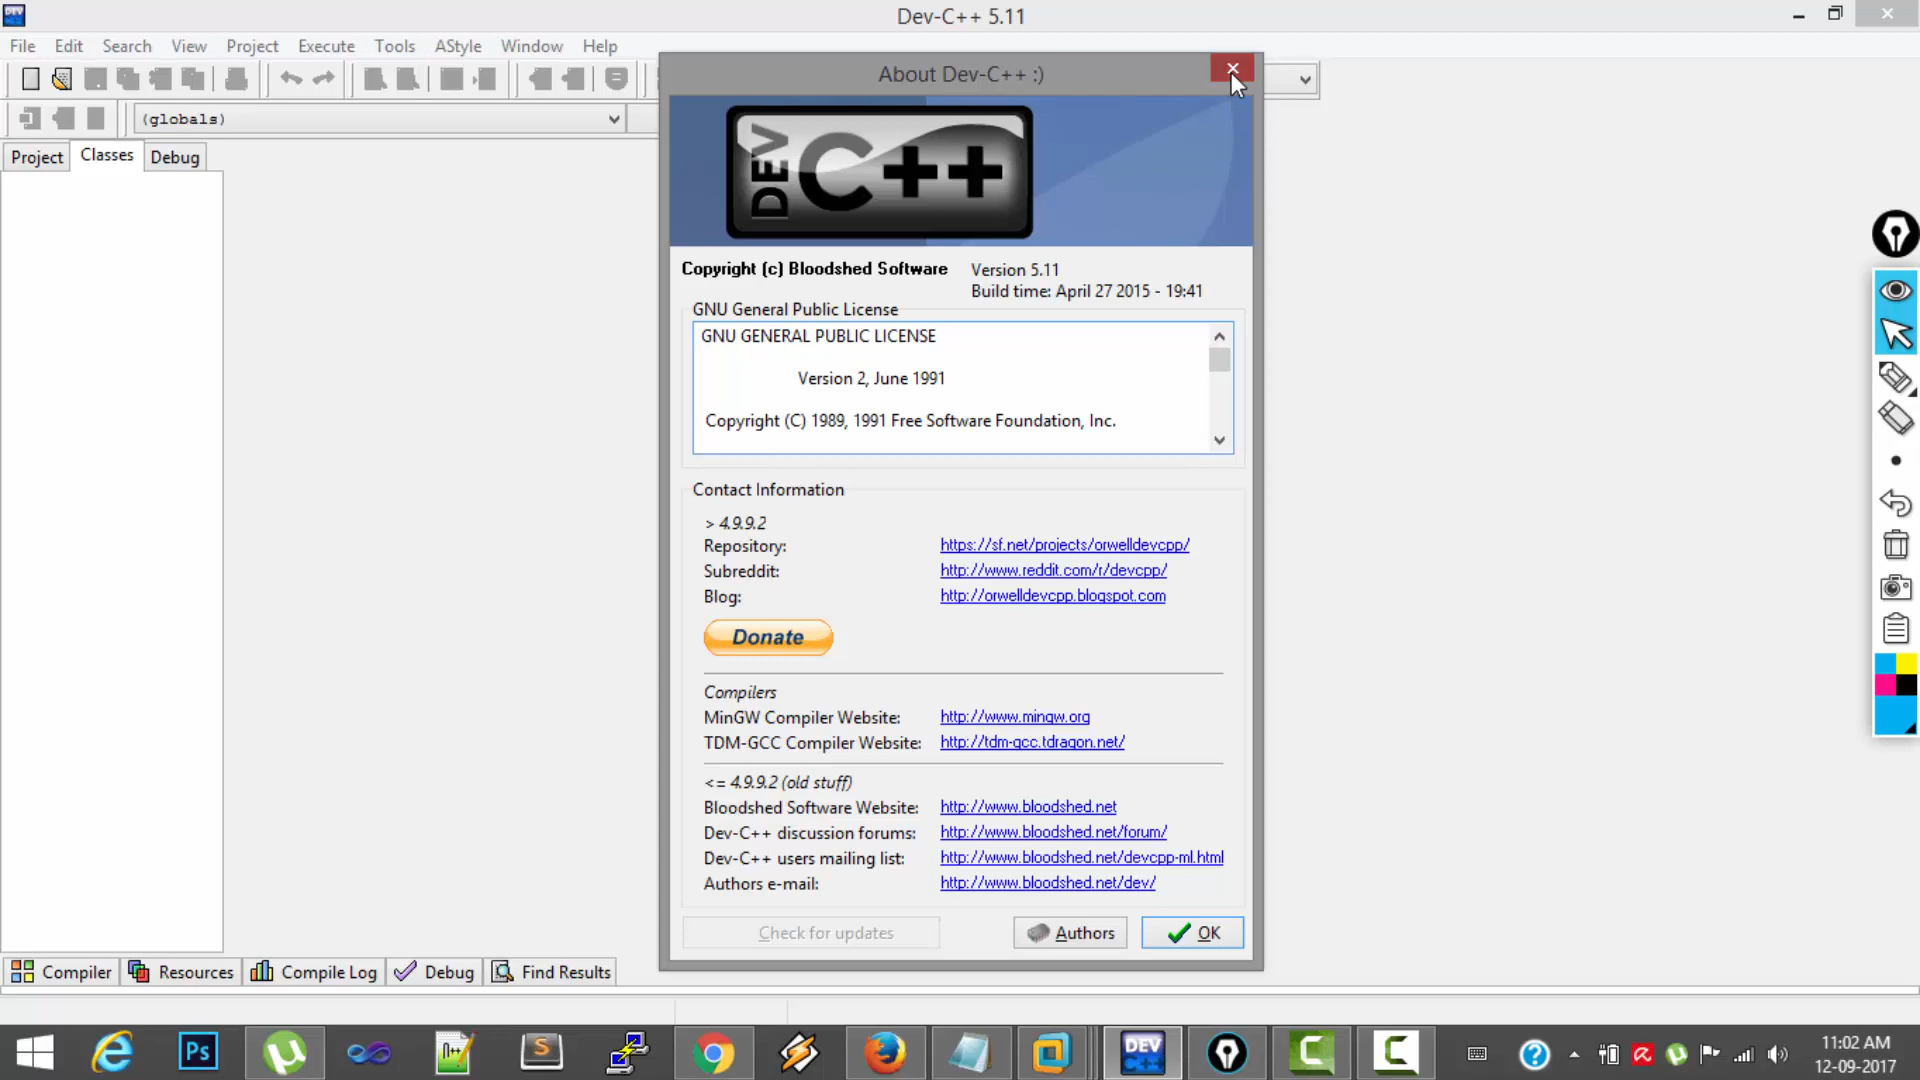 Dev-C++ 5.11
File Edit Search View Project Execute Tools AStyle Window Help
(globals)
Project Classes Debug
About Dev-C++ :)
DEV C++
Copyright (c) Bloodshed Software
Version 5.11
Build time: April 27 2015 - 19:41
GNU General Public License
GNU GENERAL PUBLIC LICENSE
Version 2, June 1991
Copyright (C) 1989, 1991 Free Software Foundation, Inc.
Contact Information
> 4.9.9.2
Repository: https://sf.net/projects/orwelldevcpp/
Subreddit: http://www.reddit.com/r/devcpp/
Blog: http://orwelldevcpp.blogspot.com
Donate
Compilers
MinGW Compiler Website: http://www.mingw.org
TDM-GCC Compiler Website: http://tdm-gcc.tdragon.net/
<= 4.9.9.2 (old stuff)
Bloodshed Software Website: http://www.bloodshed.net
Dev-C++ discussion forums: http://www.bloodshed.net/forum/
Dev-C++ users mailing list: http://www.bloodshed.net/devcpp-ml.html
Authors e-mail: http://www.bloodshed.net/dev/
Check for updates Authors OK
Compiler Resources Compile Log Debug Find Results
Ps
S
DEV C++
11:02 AM
12-09-2017